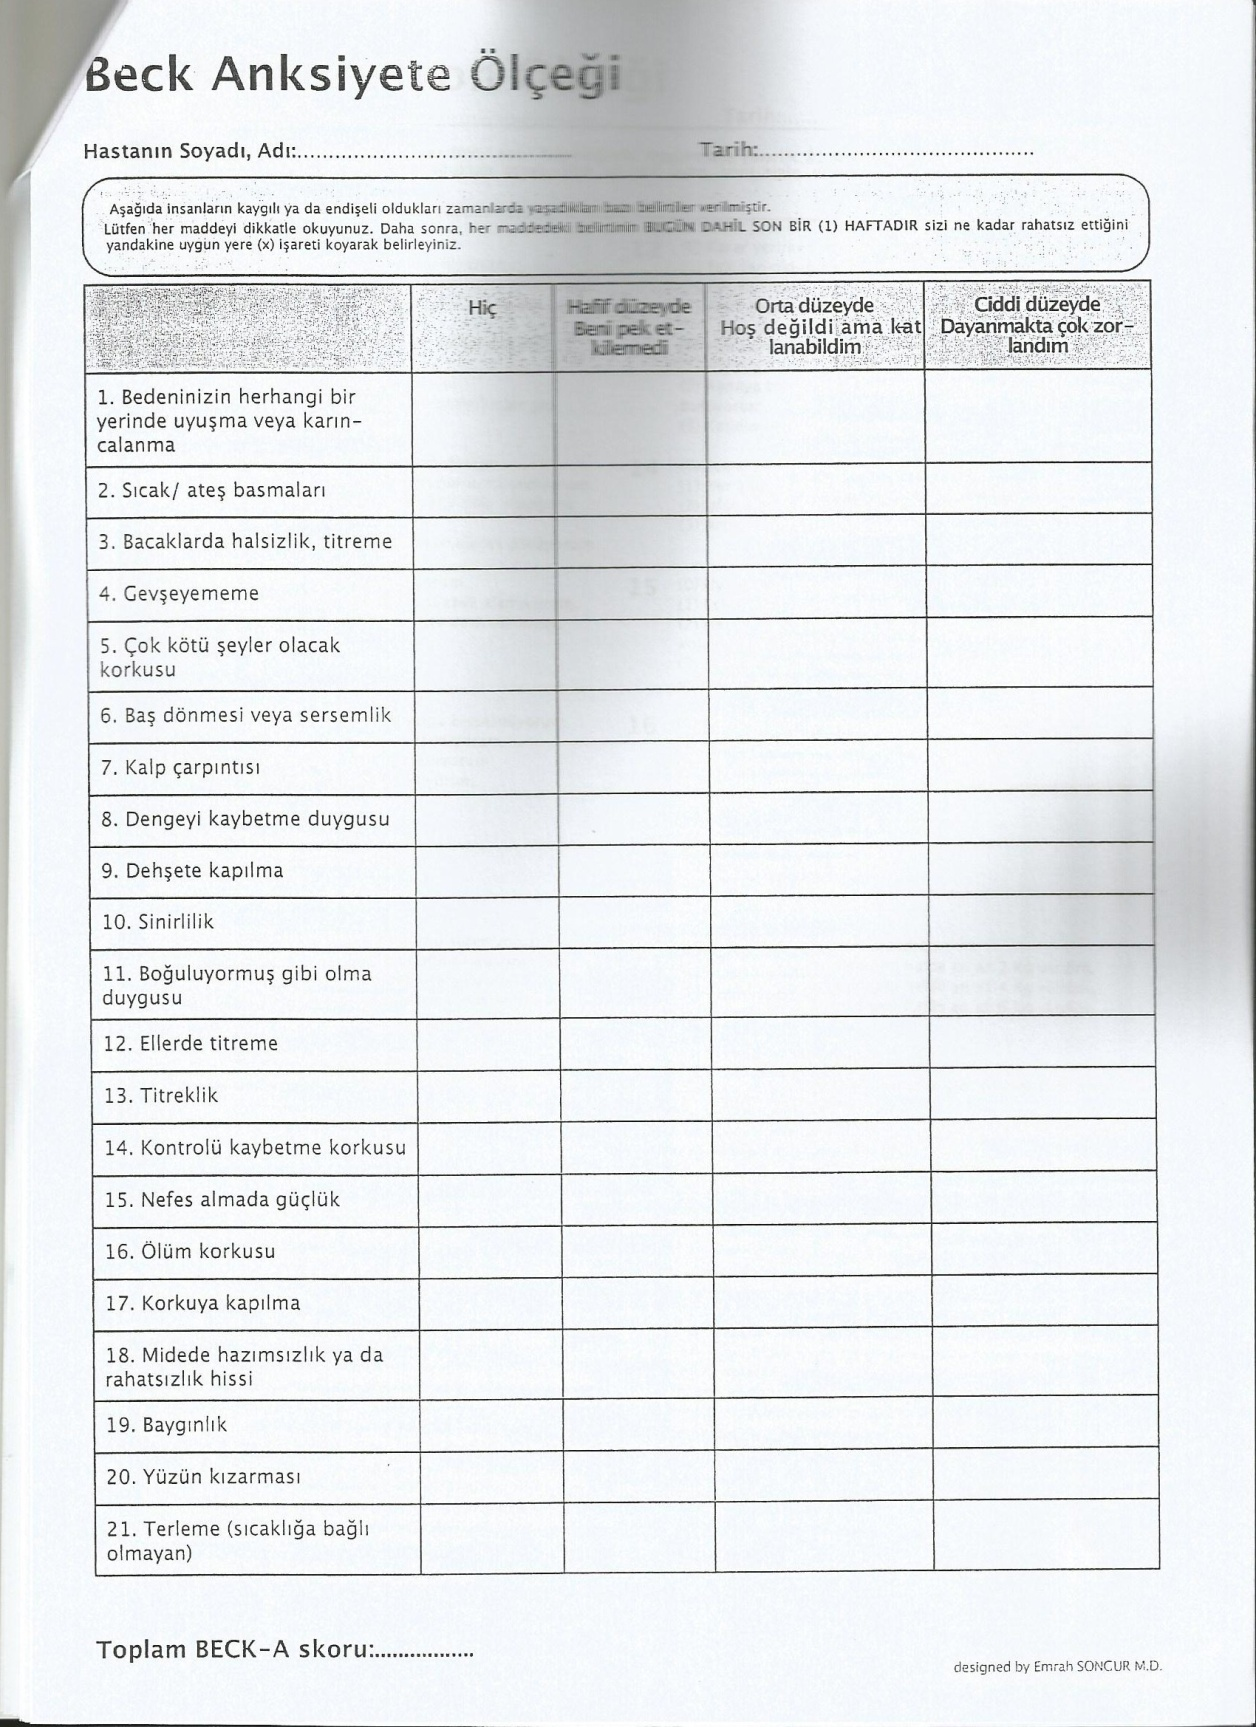 Beck Anksiyete Ölçeği
Hastanın Soyadı, Adı:...........................................
Tarih:...........................................
Aşağıda insanların kaygılı ya da endişeli oldukları zamanlarda yaşadıkları bazı belirtiler verilmiştir.
Lütfen her maddeyi dikkatle okuyunuz. Daha sonra, her maddedeki belirtinin BUGÜN DAHİL SON BİR (1) HAFTADIR sizi ne kadar rahatsız ettiğini
yandakine uygun yere (x) işareti koyarak belirleyiniz.
Hiç
Hafif düzeyde
Beni pek et-
kilemedi
Orta düzeyde
Hoş değildi ama kat
lanabildim
Ciddi düzeyde
Dayanmakta çok zor-
landım
1. Bedeninizin herhangi bir
yerinde uyuşma veya karın-
calanma
2. Sıcak/ ateş basmaları
3. Bacaklarda halsizlik, titreme
4. Gevşeyememe
5. Çok kötü şeyler olacak
korkusu
6. Baş dönmesi veya sersemlik
7. Kalp çarpıntısı
8. Dengeyi kaybetme duygusu
9. Dehşete kapılma
10. Sinirlilik
11. Boğuluyormuş gibi olma
duygusu
12. Ellerde titreme
13. Titreklik
14. Kontrolü kaybetme korkusu
15. Nefes almada güçlük
16. Ölüm korkusu
17. Korkuya kapılma
18. Midede hazımsızlık ya da
rahatsızlık hissi
19. Baygınlık
20. Yüzün kızarması
21. Terleme (sıcaklığa bağlı
olmayan)
Toplam BECK-A skoru:................
designed by Emrah SONGUR M.D.